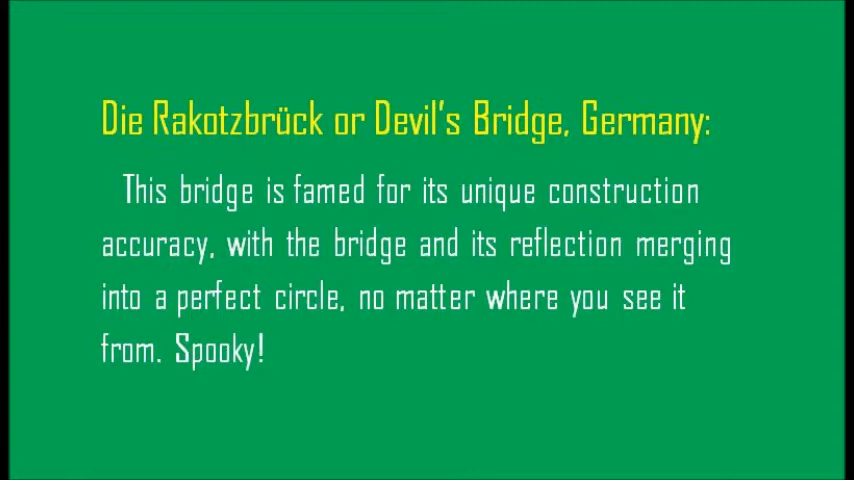 Die Rakotzbrück or Devil's Bridge, Germany:
This bridge is famed for its unique construction
accuracy, with the bridge and its reflection merging
into a perfect circle, no matter where you see it
from. Spooky!